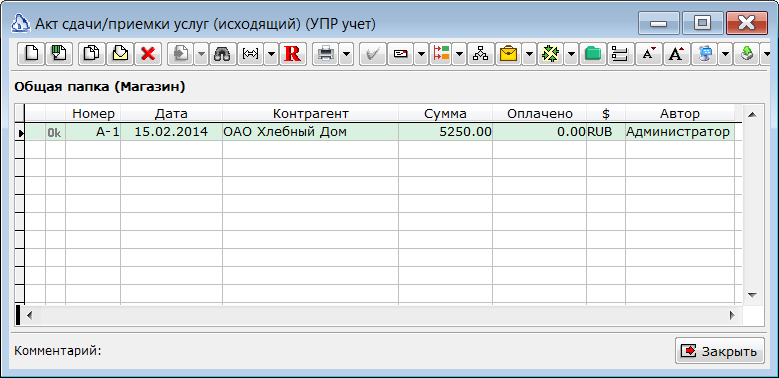 Акт сдачи/приемки услуг (исходящий) (УПР учет)
R
Общая папка (Магазин)
Номер Дата Контрагент Сумма Оплачено $ Автор
0k А-1 15.02.2014 ОАО Хлебный Дом 5250.00 0.00 RUB Администратор
Комментарий: Закрыть